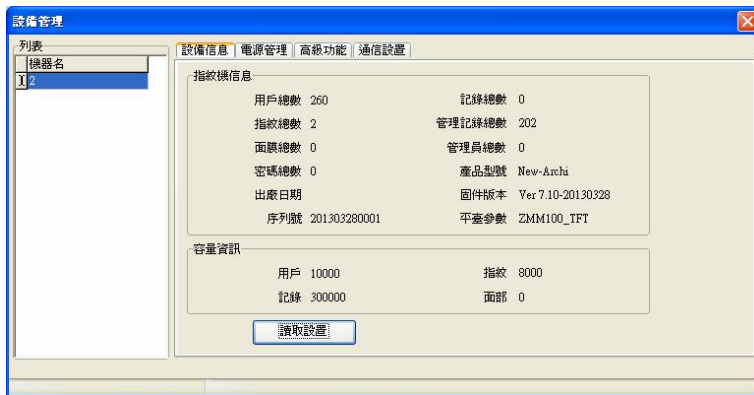 設備管理
列表
機器名
2
設備信息 電源管理 高級功能 通信設置
指紋機信息
用戶總數 260 記錄總數 0
指紋總數 2 管理記錄總數 202
面膜總數 0 管理員總數 0
密碼總數 0 產品型號 New-Archi
出廠日期 固件版本 Ver 7.10-20130328
序列號 201303280001 平臺參數 ZMM100_TFT
容量資訊
用戶 10000 指紋 8000
記錄 300000 面部 0
讀取設置